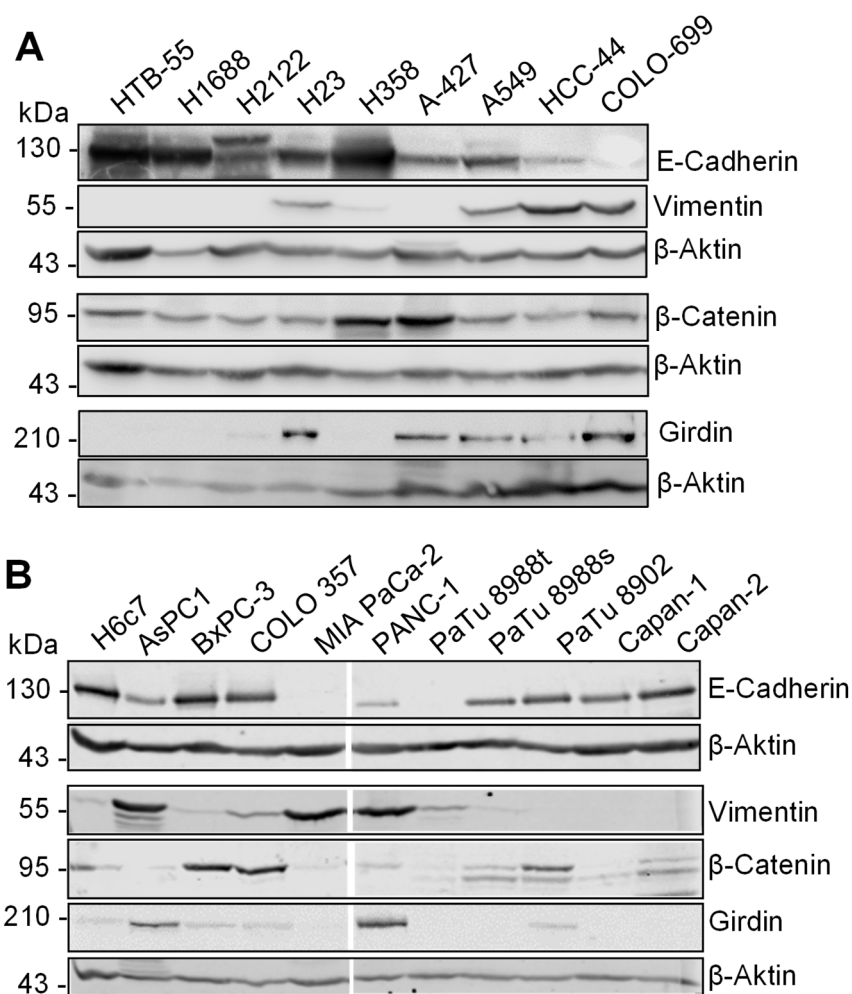 A
HTB-55 H1688 H2122 H23 H358 A-427 A549 HCC-44 COLO-699
kDa
130 - E-Cadherin
55 - Vimentin
43 - β-Aktin
95 - β-Catenin
43 - β-Aktin
210 - Girdin
43 - β-Aktin
B
H6c7 AsPC1 BxPC-3 COLO 357 MIA PaCa-2 PANC-1 PaTu 8988t PaTu 8988s PaTu 8902 Capan-1 Capan-2
kDa
130 - E-Cadherin
43 - β-Aktin
55 - Vimentin
95 - β-Catenin
210 - Girdin
43 - β-Aktin